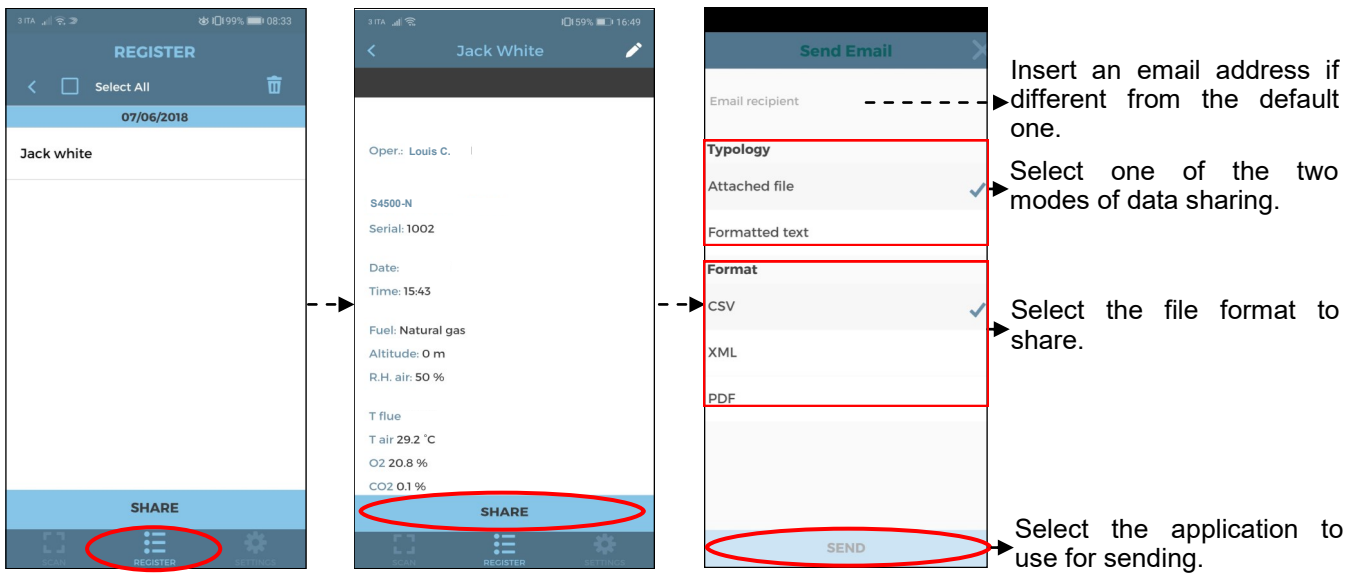 3 ITA 99% 08:33
REGISTER
Select All
07/06/2018
Jack white
SHARE
SCAN REGISTER SETTINGS
3 ITA 59% 16:49
Jack White
Oper.: Louis C.
S4500-N
Serial: 1002
Date:
Time: 15:43
Fuel: Natural gas
Altitude: 0 m
R.H. air: 50 %
T flue
T air 29.2 °C
O2 20.8 %
CO2 0.1 %
SHARE
SCAN REGISTER SETTINGS
Send Email
Email recipient
Typology
Attached file
Formatted text
Format
CSV
XML
PDF
SEND
Insert an email address if
different from the default
one.
Select one of the two
modes of data sharing.
Select the file format to
share.
Select the application to
use for sending.